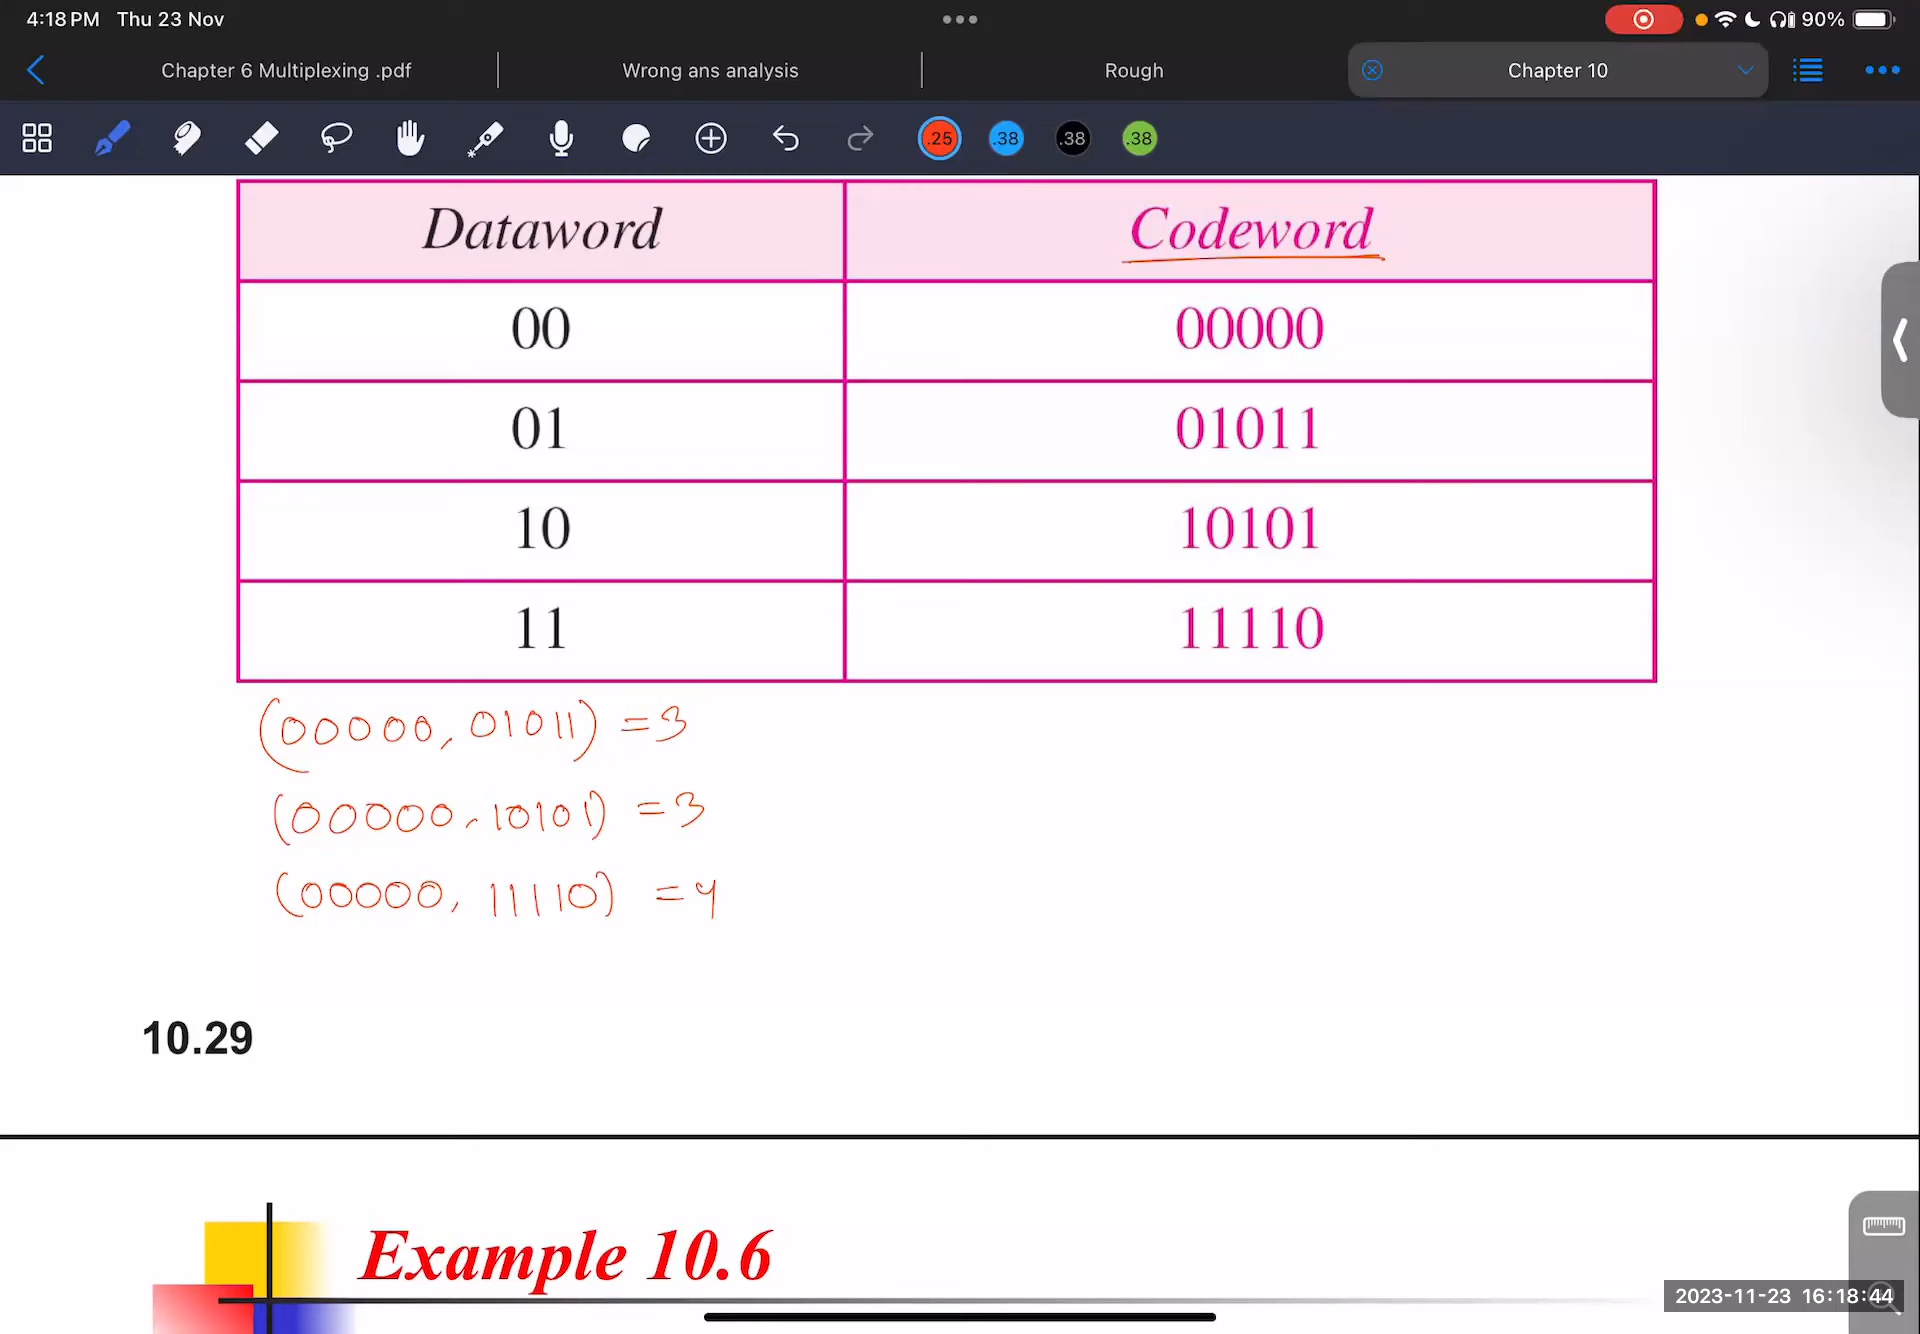 4:18 PM Thu 23 Nov
90%
Chapter 6 Multiplexing .pdf
Wrong ans analysis
Rough
Chapter 10
.25 .38 .38 .38
Dataword Codeword
00 00000
01 01011
10 10101
11 11110
(00000, 01011) = 3
(00000, 10101) = 3
(00000, 11110) = 4
10.29
Example 10.6
2023-11-23 16:18:44